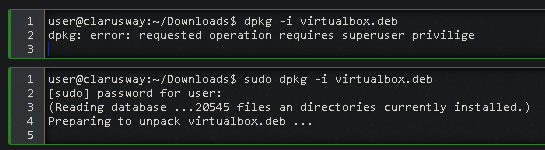 1 user@clarusway:~/Downloads$ dpkg -i virtualbox.deb
2 dpkg: error: requested operation requires superuser privilige
3
1 user@clarusway:~/Downloads$ sudo dpkg -i virtualbox.deb
2 [sudo] password for user:
3 (Reading database ...20545 files an directories currently installed.)
4 Preparing to unpack virtualbox.deb ...
5